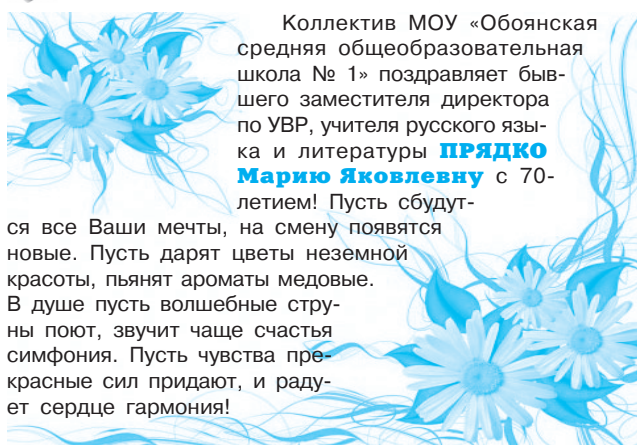 Коллектив МОУ «Обоянская
средняя общеобразовательная
школа № 1» поздравляет быв-
шего заместителя директора
по УВР, учителя русского язы-
ка и литературы ПРЯДКО
Марию Яковлевну с 70-
летием! Пусть сбудут-
ся все Ваши мечты, на смену появятся
новые. Пусть дарят цветы неземной
красоты, пьянят ароматы медовые.
В душе пусть волшебные стру-
ны поют, звучит чаще счастья
симфония. Пусть чувства пре-
красные сил придают, и раду-
ет сердце гармония!